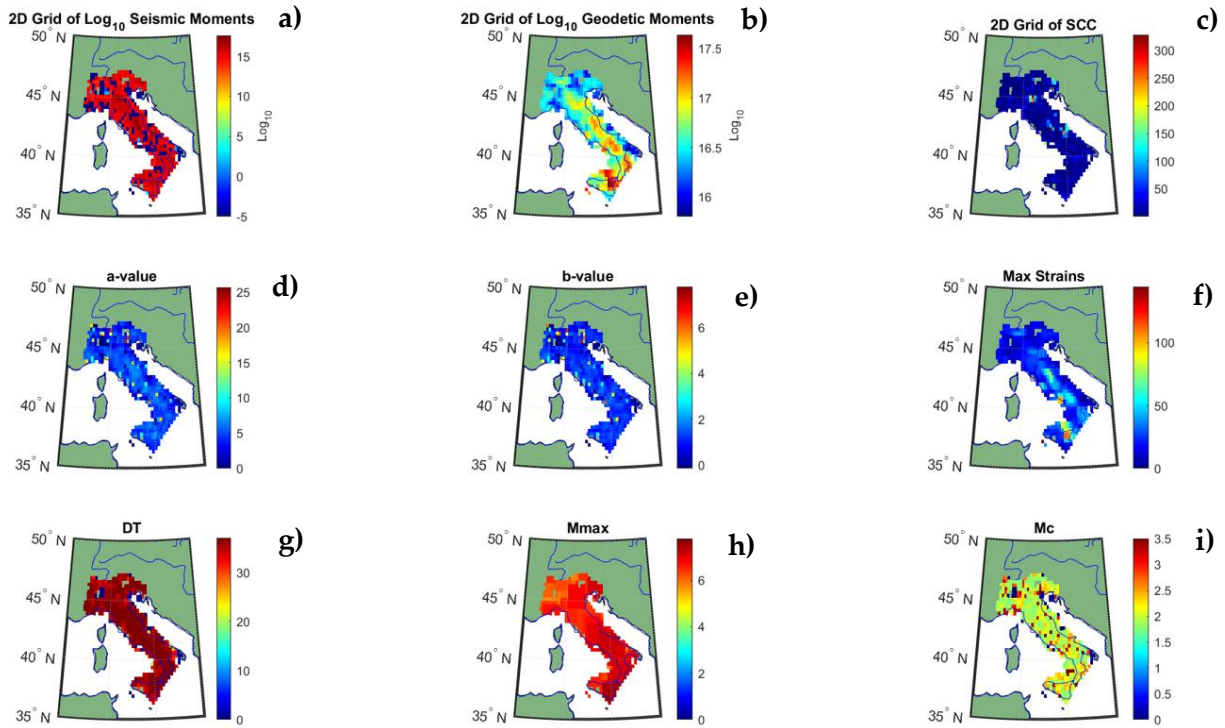 2D Grid of Log10 Seismic Moments
a)
50° N
45° N
40° N
35° N
15
10
5
0
-5
Log10
2D Grid of Log10 Geodetic Moments
b)
50° N
45° N
40° N
35° N
17.5
17
16.5
16
Log10
2D Grid of SCC
c)
50° N
45° N
40° N
35° N
300
250
200
150
100
50
a-value
d)
50° N
45° N
40° N
35° N
25
20
15
10
5
0
b-value
e)
50° N
45° N
40° N
35° N
6
4
2
0
Max Strains
f)
50° N
45° N
40° N
35° N
100
50
0
DT
g)
50° N
45° N
40° N
35° N
30
20
10
0
Mmax
h)
50° N
45° N
40° N
35° N
6
4
2
0
Mc
i)
50° N
45° N
40° N
35° N
3.5
3
2.5
2
1.5
1
0.5
0